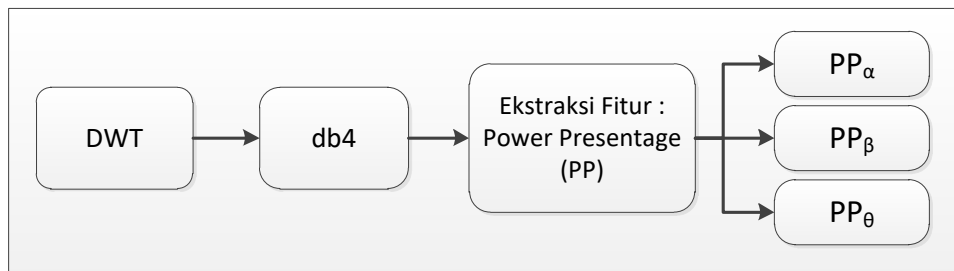 DWT
db4
Ekstraksi Fitur :
Power Presentage
(PP)
PPα
PPβ
PPθ